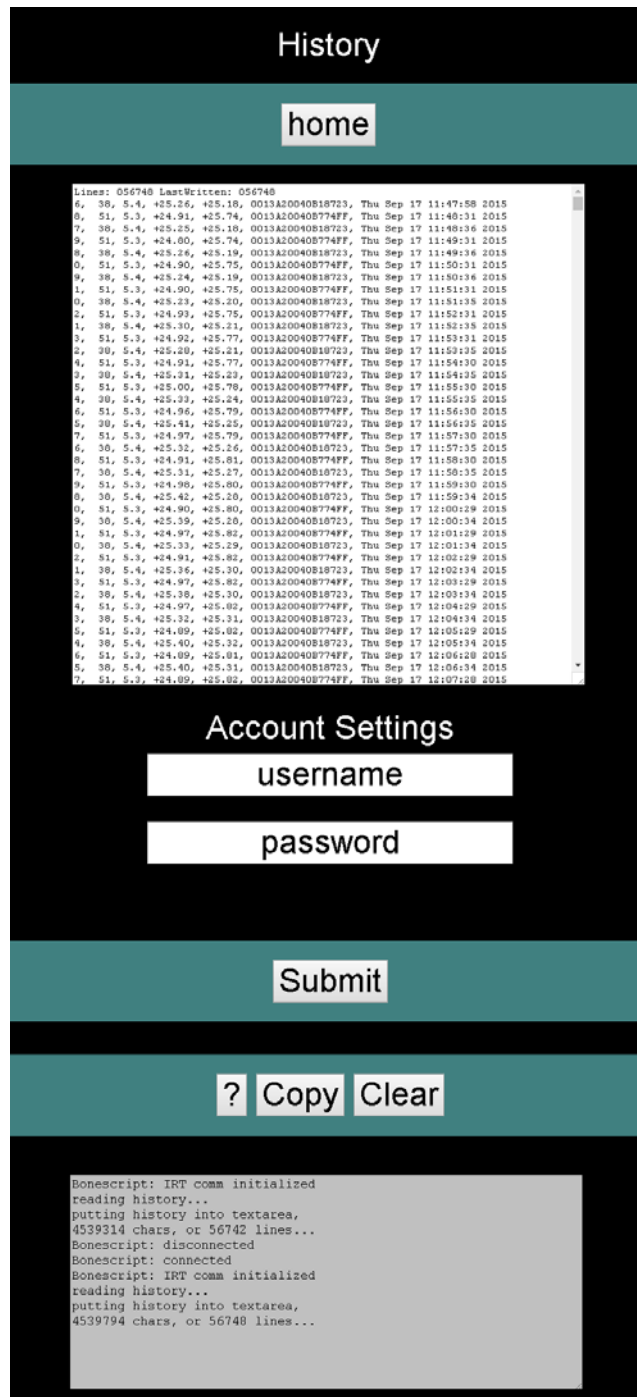 History
home
Lines: 056748 LastWritten: 056748
6,  38, 5.4, +25.26, +25.18, 0013A20040B18723, Thu Sep 17 11:47:58 2015
8,  51, 5.3, +24.91, +25.74, 0013A20040B774FF, Thu Sep 17 11:48:31 2015
7,  38, 5.4, +25.25, +25.18, 0013A20040B18723, Thu Sep 17 11:48:36 2015
9,  51, 5.3, +24.80, +25.74, 0013A20040B774FF, Thu Sep 17 11:49:31 2015
8,  38, 5.4, +25.26, +25.19, 0013A20040B18723, Thu Sep 17 11:49:36 2015
0,  51, 5.3, +24.90, +25.75, 0013A20040B774FF, Thu Sep 17 11:50:31 2015
9,  38, 5.4, +25.24, +25.19, 0013A20040B18723, Thu Sep 17 11:50:36 2015
1,  51, 5.3, +24.90, +25.75, 0013A20040B774FF, Thu Sep 17 11:51:31 2015
0,  38, 5.4, +25.23, +25.20, 0013A20040B18723, Thu Sep 17 11:51:35 2015
2,  51, 5.3, +24.93, +25.75, 0013A20040B774FF, Thu Sep 17 11:52:31 2015
1,  38, 5.4, +25.30, +25.21, 0013A20040B18723, Thu Sep 17 11:52:35 2015
3,  51, 5.3, +24.92, +25.77, 0013A20040B774FF, Thu Sep 17 11:53:31 2015
2,  38, 5.4, +25.28, +25.21, 0013A20040B18723, Thu Sep 17 11:53:35 2015
4,  51, 5.3, +24.91, +25.77, 0013A20040B774FF, Thu Sep 17 11:54:30 2015
3,  38, 5.4, +25.31, +25.23, 0013A20040B18723, Thu Sep 17 11:54:35 2015
5,  51, 5.3, +25.00, +25.78, 0013A20040B774FF, Thu Sep 17 11:55:30 2015
4,  38, 5.4, +25.33, +25.24, 0013A20040B18723, Thu Sep 17 11:55:35 2015
6,  51, 5.3, +24.96, +25.79, 0013A20040B774FF, Thu Sep 17 11:56:30 2015
5,  38, 5.4, +25.41, +25.25, 0013A20040B18723, Thu Sep 17 11:56:35 2015
7,  51, 5.3, +24.97, +25.79, 0013A20040B774FF, Thu Sep 17 11:57:30 2015
6,  38, 5.4, +25.32, +25.26, 0013A20040B18723, Thu Sep 17 11:57:35 2015
8,  51, 5.3, +24.91, +25.81, 0013A20040B774FF, Thu Sep 17 11:58:30 2015
7,  38, 5.4, +25.31, +25.27, 0013A20040B18723, Thu Sep 17 11:58:35 2015
9,  51, 5.3, +24.98, +25.80, 0013A20040B774FF, Thu Sep 17 11:59:30 2015
8,  38, 5.4, +25.42, +25.28, 0013A20040B18723, Thu Sep 17 11:59:34 2015
0,  51, 5.3, +24.90, +25.80, 0013A20040B774FF, Thu Sep 17 12:00:29 2015
9,  38, 5.4, +25.39, +25.28, 0013A20040B18723, Thu Sep 17 12:00:34 2015
1,  51, 5.3, +24.97, +25.82, 0013A20040B774FF, Thu Sep 17 12:01:29 2015
0,  38, 5.4, +25.33, +25.29, 0013A20040B18723, Thu Sep 17 12:01:34 2015
2,  51, 5.3, +24.91, +25.82, 0013A20040B774FF, Thu Sep 17 12:02:29 2015
1,  38, 5.4, +25.36, +25.30, 0013A20040B18723, Thu Sep 17 12:02:34 2015
3,  51, 5.3, +24.97, +25.82, 0013A20040B774FF, Thu Sep 17 12:03:29 2015
2,  38, 5.4, +25.38, +25.30, 0013A20040B18723, Thu Sep 17 12:03:34 2015
4,  51, 5.3, +24.97, +25.82, 0013A20040B774FF, Thu Sep 17 12:04:29 2015
3,  38, 5.4, +25.32, +25.31, 0013A20040B18723, Thu Sep 17 12:04:34 2015
5,  51, 5.3, +24.89, +25.82, 0013A20040B774FF, Thu Sep 17 12:05:29 2015
4,  38, 5.4, +25.40, +25.32, 0013A20040B18723, Thu Sep 17 12:05:34 2015
6,  51, 5.3, +24.89, +25.81, 0013A20040B774FF, Thu Sep 17 12:06:28 2015
5,  38, 5.4, +25.40, +25.31, 0013A20040B18723, Thu Sep 17 12:06:34 2015
7,  51, 5.3, +24.89, +25.82, 0013A20040B774FF, Thu Sep 17 12:07:28 2015
Account Settings
username
password
Submit
? Copy Clear
Bonescript: IRT comm initialized
reading history...
putting history into textarea,
4539314 chars, or 56742 lines...
Bonescript: disconnected
Bonescript: connected
Bonescript: IRT comm initialized
reading history...
putting history into textarea,
4539794 chars, or 56748 lines...